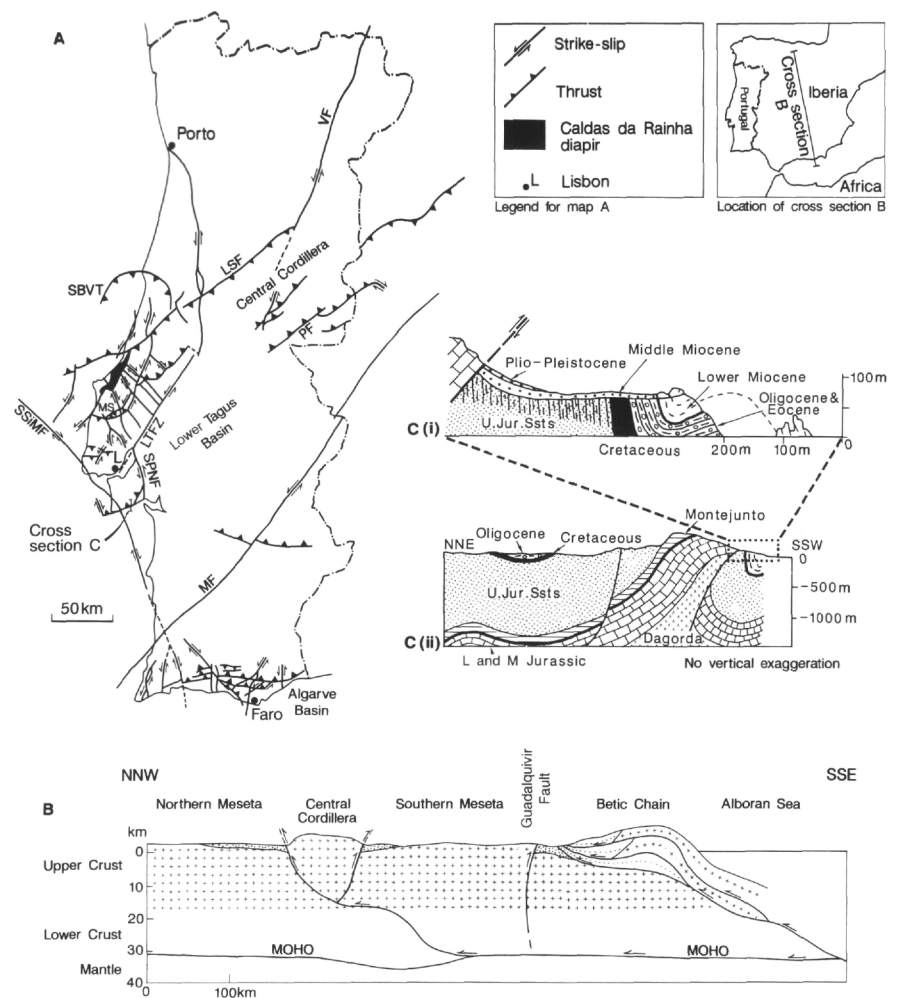 A
Strike-slip
Thrust
Caldas da Rainha
diapir
L Lisbon
Legend for map A
Cross section
B
Iberia
Portugal
Africa
Location of cross section B
VF
Porto
LSF
Central Cordillera
SBVT
PF
MS
SSiMF
LTFZ
Lower Tagus
Basin
L
SPNF
Cross
section C
MF
50km
Algarve
Basin
Faro
Plio-Pleistocene
Middle Miocene
Lower Miocene
Oligocene &
Eocene
100m
0
U.Jur.Ssts
C(i)
Cretaceous
200m
100m
0
Montejunto
Oligocene
Cretaceous
NNE
SSW
0
-500m
-1000m
U.Jur.Ssts
Dagorda
C(ii)
L and M Jurassic
No vertical exaggeration
NNW
Guadalquivir
Fault
SSE
B
Northern Meseta
Central
Cordillera
Southern Meseta
Betic Chain
Alboran Sea
km
0
Upper Crust
10
20
Lower Crust
30
MOHO
MOHO
Mantle
40
0
100km